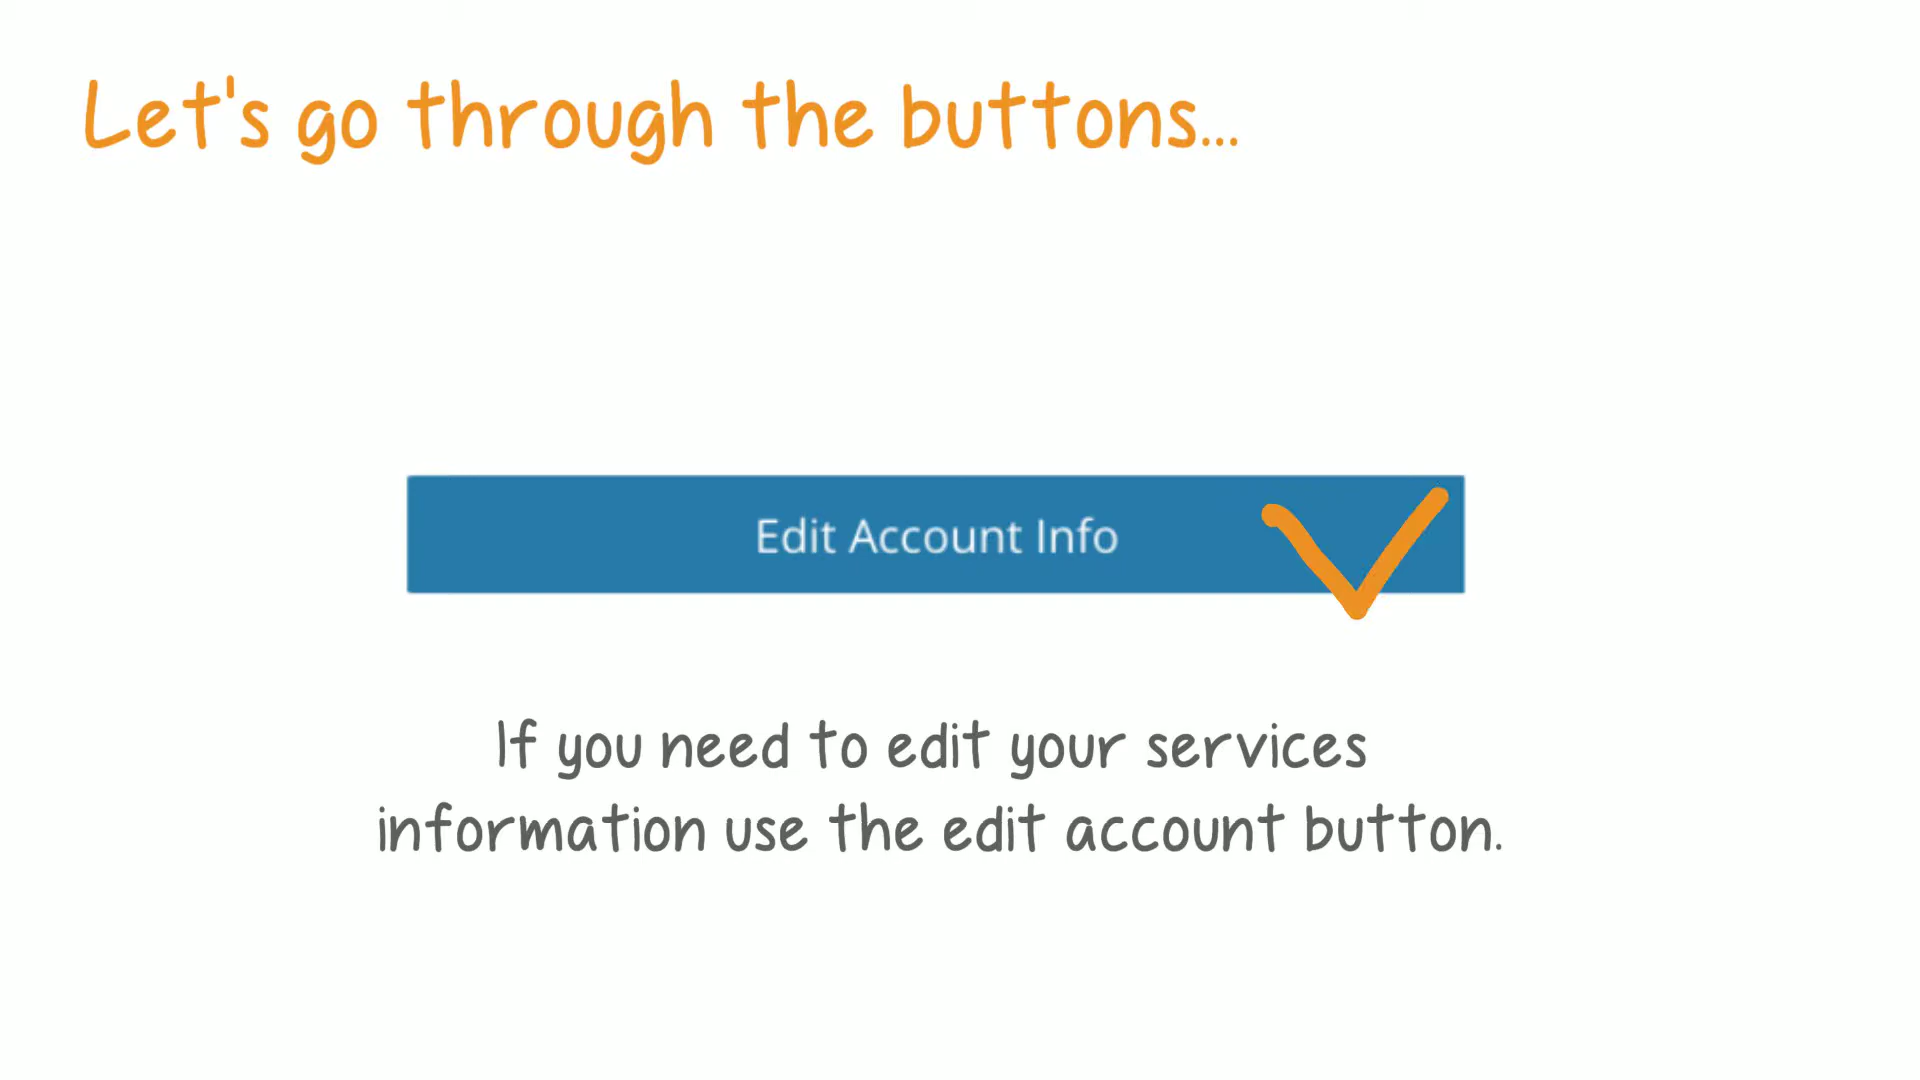 Let's go through the buttons...
Edit Account Info
If you need to edit your services
information use the edit account button.